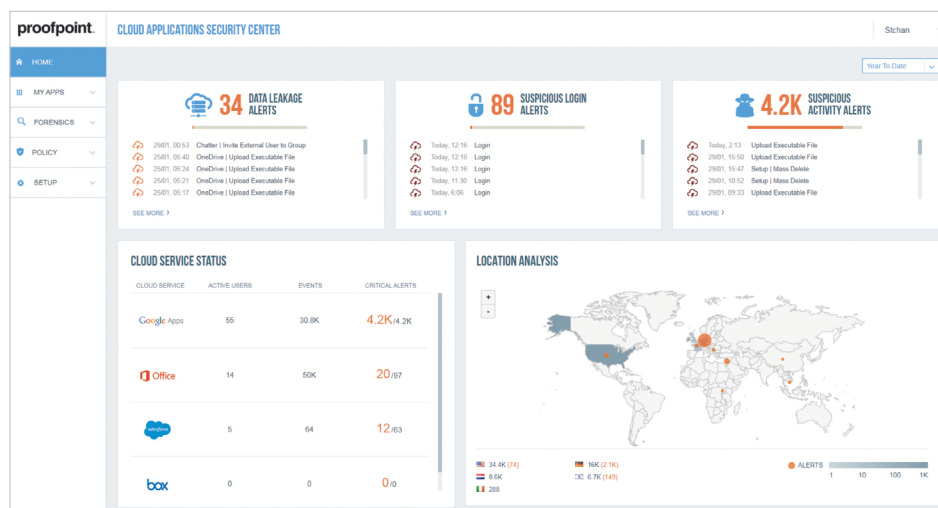 proofpoint.
CLOUD APPLICATIONS SECURITY CENTER
Stchan
HOME
MY APPS
FORENSICS
POLICY
SETUP
Year To Date
34 DATA LEAKAGE ALERTS
29/01, 00:53 Chatter | Invite External User to Group
25/01, 05:40 OneDrive | Upload Executable File
25/01, 05:24 OneDrive | Upload Executable File
25/01, 05:21 OneDrive | Upload Executable File
25/01, 05:17 OneDrive | Upload Executable File
SEE MORE
89 SUSPICIOUS LOGIN ALERTS
Today, 12:16 Login
Today, 12:16 Login
Today, 12:16 Login
Today, 11:30 Login
Today, 6:06 Login
SEE MORE
4.2K SUSPICIOUS ACTIVITY ALERTS
Today, 2:13 Upload Executable File
29/01, 15:50 Upload Executable File
25/01, 15:47 Setup | Mass Delete
29/01, 10:52 Setup | Mass Delete
29/01, 09:33 Upload Executable File
SEE MORE
CLOUD SERVICE STATUS
CLOUD SERVICE ACTIVE USERS EVENTS CRITICAL ALERTS
Google Apps 55 30.8K 4.2K/4.2K
Office 14 50K 20/97
salesforce 5 64 12/63
box 0 0 0/0
LOCATION ANALYSIS
+
-
34.4K (74)
8.6K
288
16K (2.1K)
6.7K (149)
ALERTS
1 10 100 1K